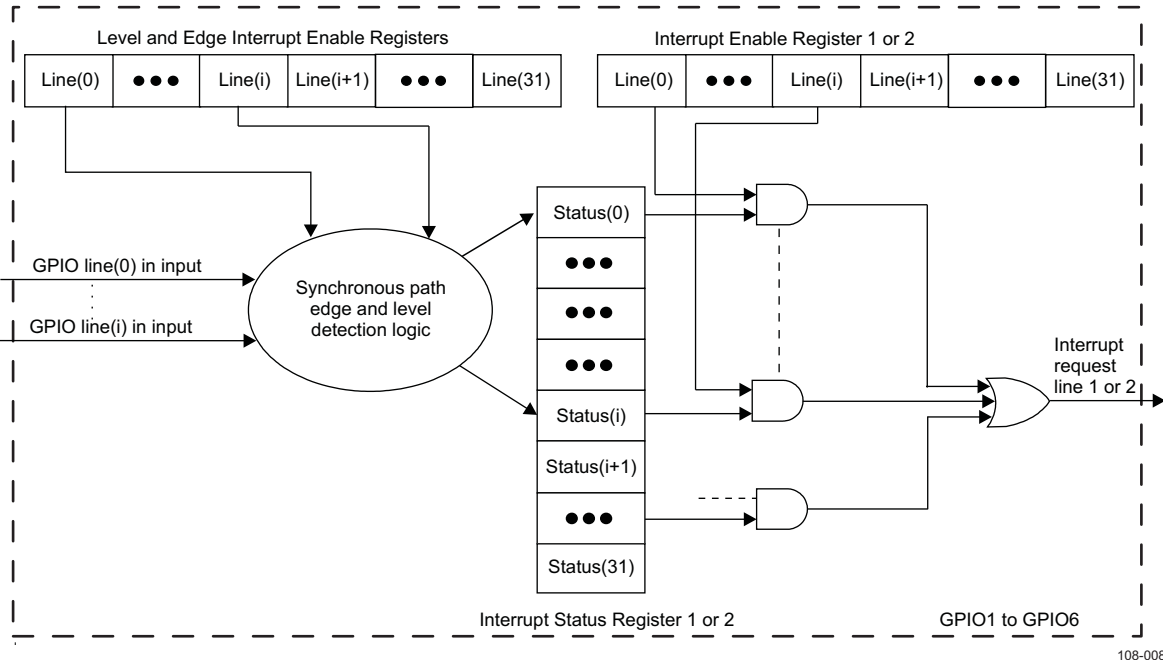 Level and Edge Interrupt Enable Registers
Interrupt Enable Register 1 or 2
Line(0) ●●● Line(i) Line(i+1) ●●● Line(31)
Line(0) ●●● Line(i) Line(i+1) ●●● Line(31)
GPIO line(0) in input
GPIO line(i) in input
Synchronous path
edge and level
detection logic
Status(0)
●●●
●●●
●●●
Status(i)
Status(i+1)
●●●
Status(31)
Interrupt
request
line 1 or 2
Interrupt Status Register 1 or 2
GPIO1 to GPIO6
108-008